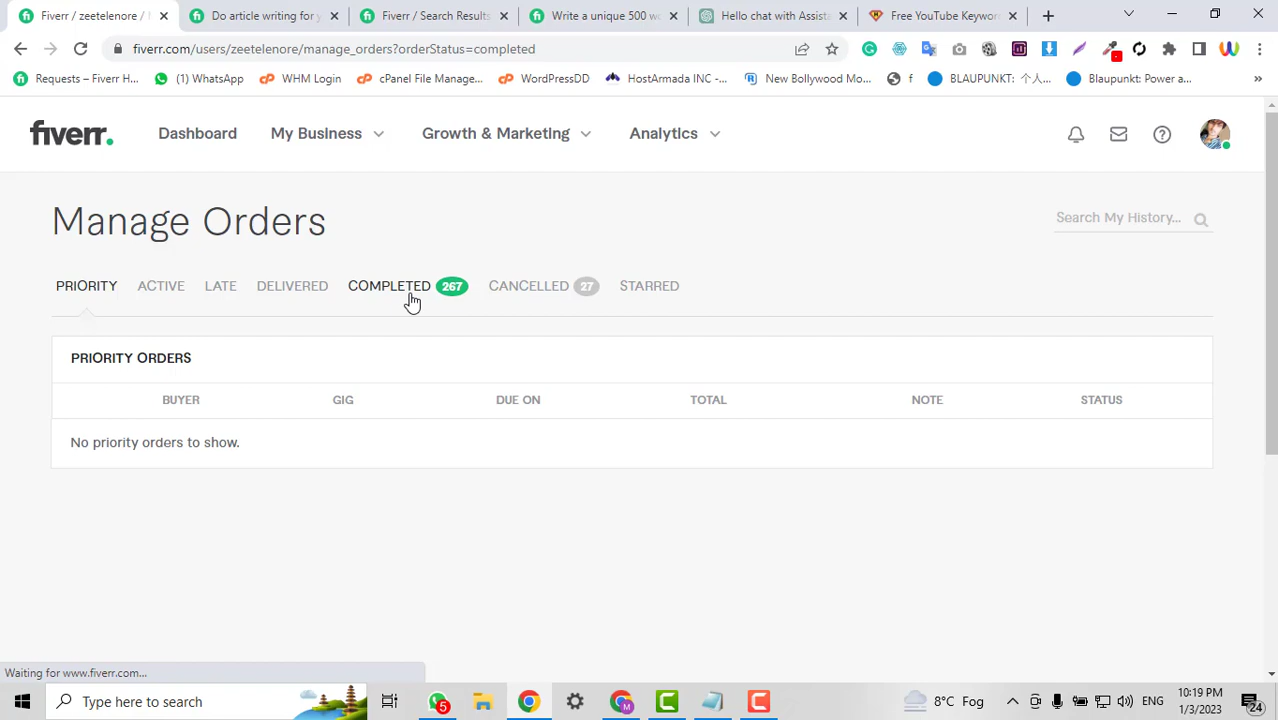 Fiverr / zeetelenore / 
Do article writing for y
Fiverr / Search Results
Write a unique 500 wo
Hello chat with Assista
Free YouTube Keywor
fiverr.com/users/zeetelenore/manage_orders?orderStatus=completed
Requests – Fiverr H...
(1) WhatsApp
WHM Login
cPanel File Manage...
WordPressDD
HostArmada INC -...
New Bollywood Mo...
f
BLAUPUNKT: 个人...
Blaupunkt: Power a...
»
fiverr.
Dashboard
My Business
Growth & Marketing
Analytics
Manage Orders
Search My History...
PRIORITY
ACTIVE
LATE
DELIVERED
COMPLETED 267
CANCELLED 27
STARRED
PRIORITY ORDERS
BUYER
GIG
DUE ON
TOTAL
NOTE
STATUS
No priority orders to show.
Waiting for www.fiverr.com...
Type here to search
5
8°C Fog
ENG
10:19 PM
1/3/2023
24